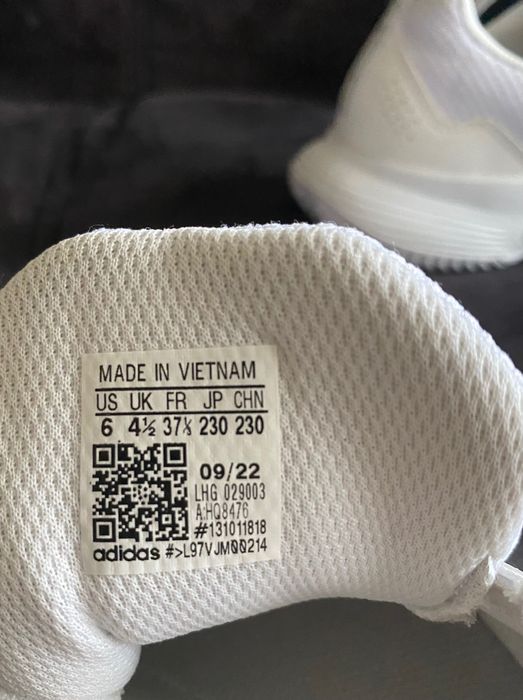 MADE IN VIETNAM
US UK FR JP CHN
6 4½ 37⅓ 230 230
09/22
LHG 029003
A:HQ8476
#131011818
adidas #>L97VJM00214